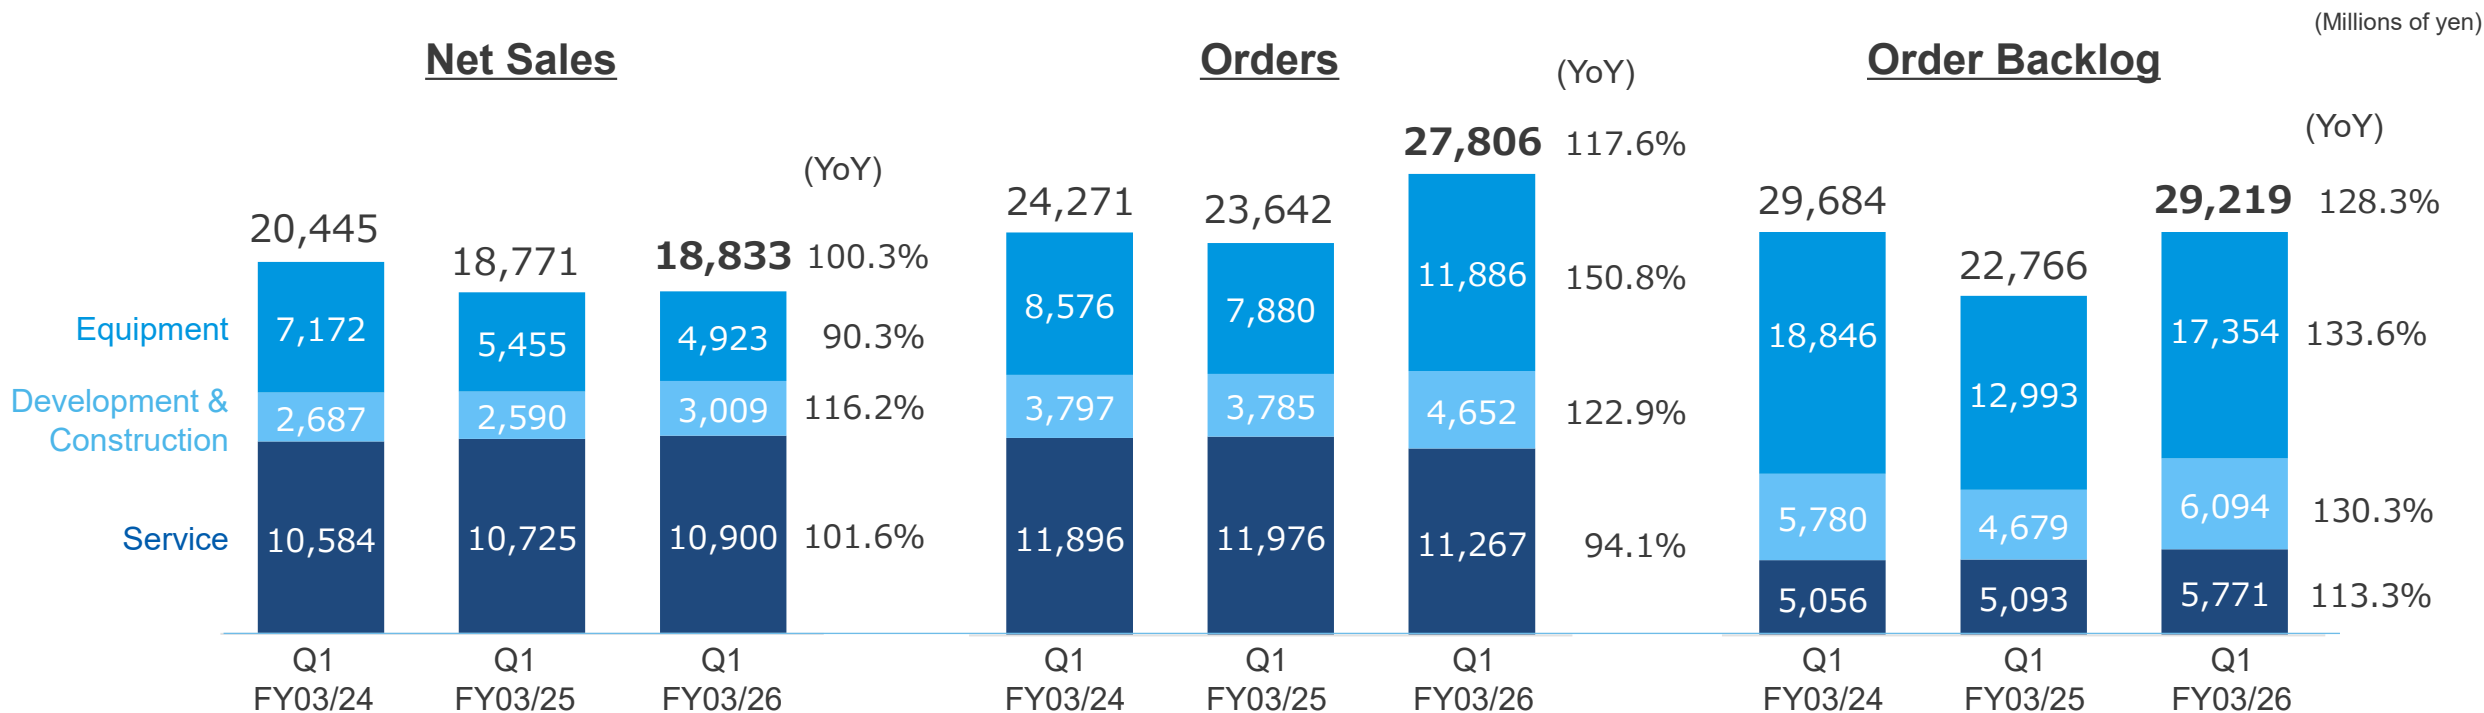 (Millions of yen)
Net Sales
Orders
(YoY)
Order Backlog
(YoY)
(YoY)
20,445
18,771
18,833 100.3%
24,271
23,642
27,806 117.6%
29,684
22,766
29,219 128.3%
Equipment
7,172
5,455
4,923
90.3%
8,576
7,880
11,886
150.8%
18,846
12,993
17,354
133.6%
Development &
Construction
2,687
2,590
3,009
116.2%
3,797
3,785
4,652
122.9%
5,780
4,679
6,094
130.3%
Service
10,584
10,725
10,900
101.6%
11,896
11,976
11,267
94.1%
5,056
5,093
5,771
113.3%
Q1
FY03/24
Q1
FY03/25
Q1
FY03/26
Q1
FY03/24
Q1
FY03/25
Q1
FY03/26
Q1
FY03/24
Q1
FY03/25
Q1
FY03/26